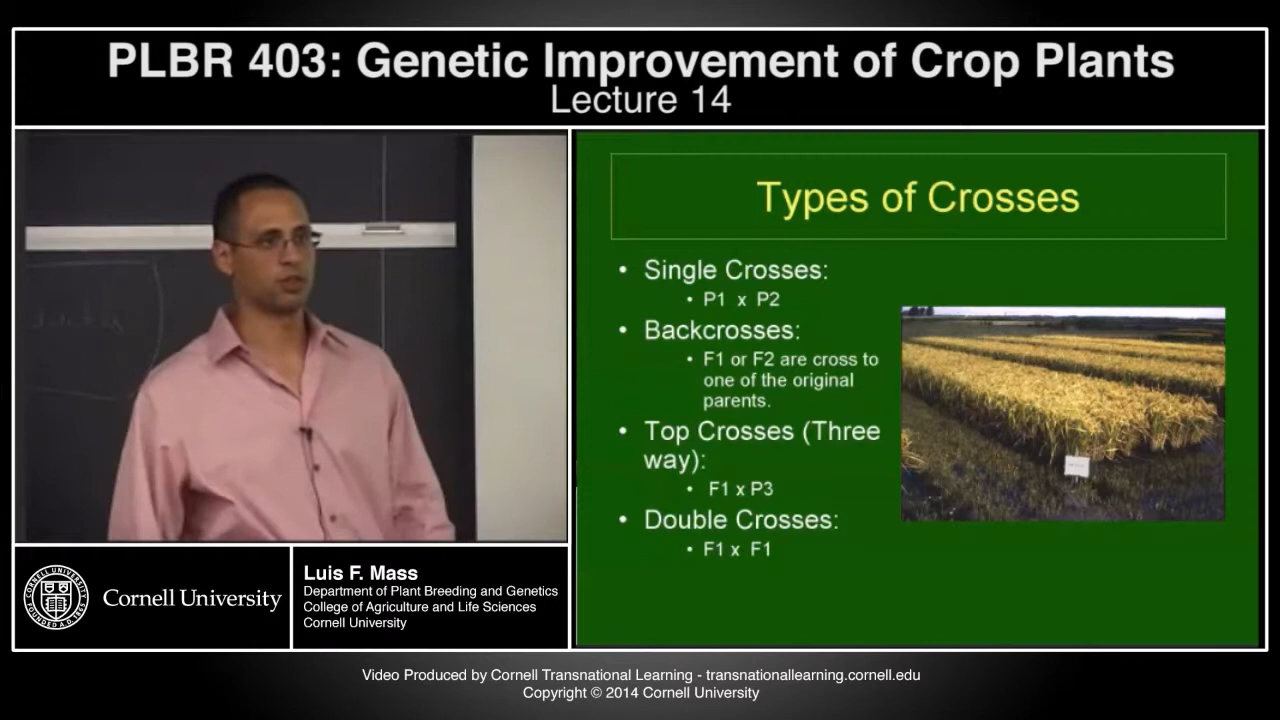 PLBR 403: Genetic Improvement of Crop Plants
Lecture 14
Types of Crosses
• Single Crosses:
• P1 x P2
• Backcrosses:
• F1 or F2 are cross to
one of the original
parents.
• Top Crosses (Three
way):
• F1 x P3
• Double Crosses:
• F1 x F1
Cornell University
Luis F. Mass
Department of Plant Breeding and Genetics
College of Agriculture and Life Sciences
Cornell University
Video Produced by Cornell Transnational Learning - transnationallearning.cornell.edu
Copyright © 2014 Cornell University